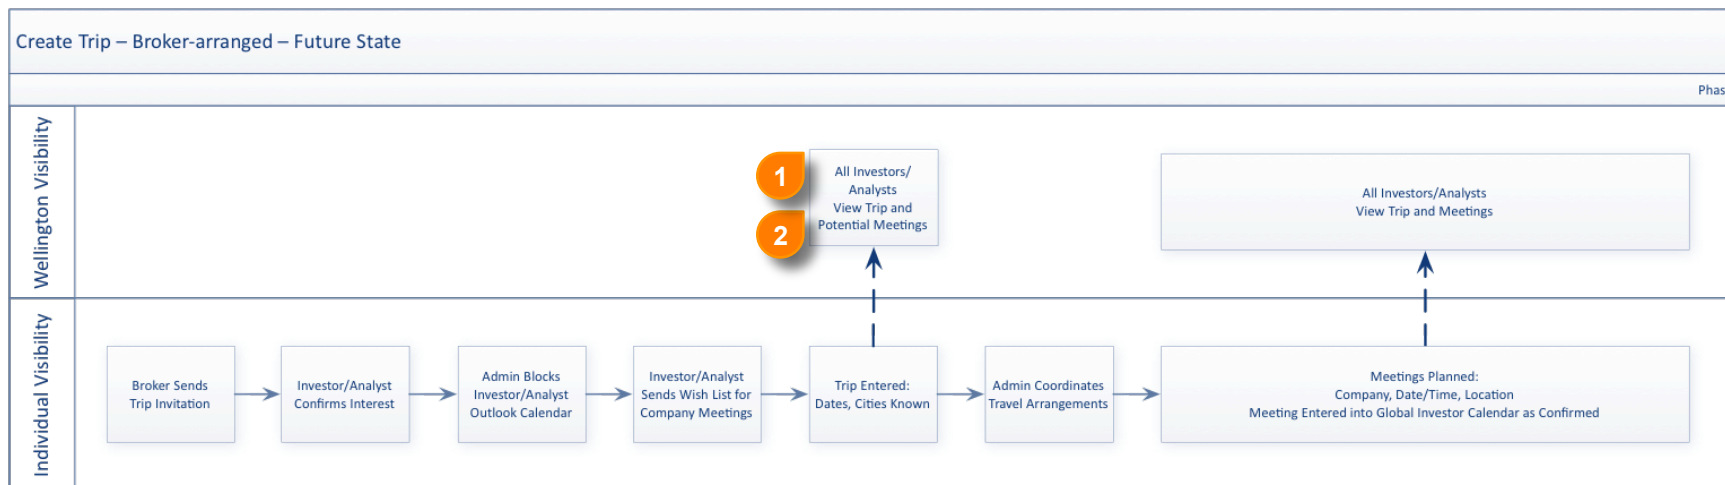 Create Trip – Broker-arranged – Future State
Phas
Wellington Visibility
1
2
All Investors/
Analysts
View Trip and
Potential Meetings
All Investors/Analysts
View Trip and Meetings
Individual Visibility
Broker Sends
Trip Invitation
Investor/Analyst
Confirms Interest
Admin Blocks
Investor/Analyst
Outlook Calendar
Investor/Analyst
Sends Wish List for
Company Meetings
Trip Entered:
Dates, Cities Known
Admin Coordinates
Travel Arrangements
Meetings Planned:
Company, Date/Time, Location
Meeting Entered into Global Investor Calendar as Confirmed